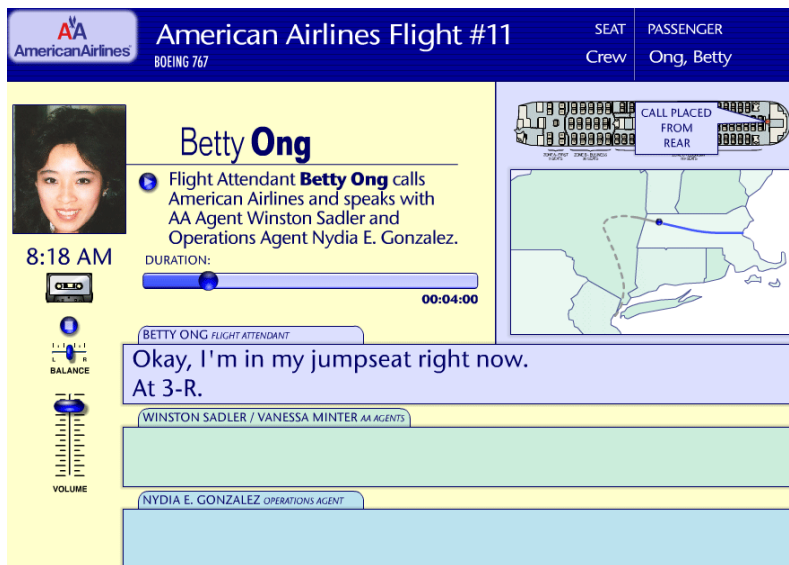 AA
AmericanAirlines®
American Airlines Flight #11
BOEING 767
SEAT
Crew
PASSENGER
Ong, Betty
CALL PLACED
FROM
REAR
Betty Ong
Flight Attendant Betty Ong calls
American Airlines and speaks with
AA Agent Winston Sadler and
Operations Agent Nydia E. Gonzalez.
8:18 AM
DURATION:
00:04:00
L R
BALANCE
VOLUME
BETTY ONG FLIGHT ATTENDANT
Okay, I'm in my jumpseat right now.
At 3-R.
WINSTON SADLER / VANESSA MINTER AA AGENTS
NYDIA E. GONZALEZ OPERATIONS AGENT